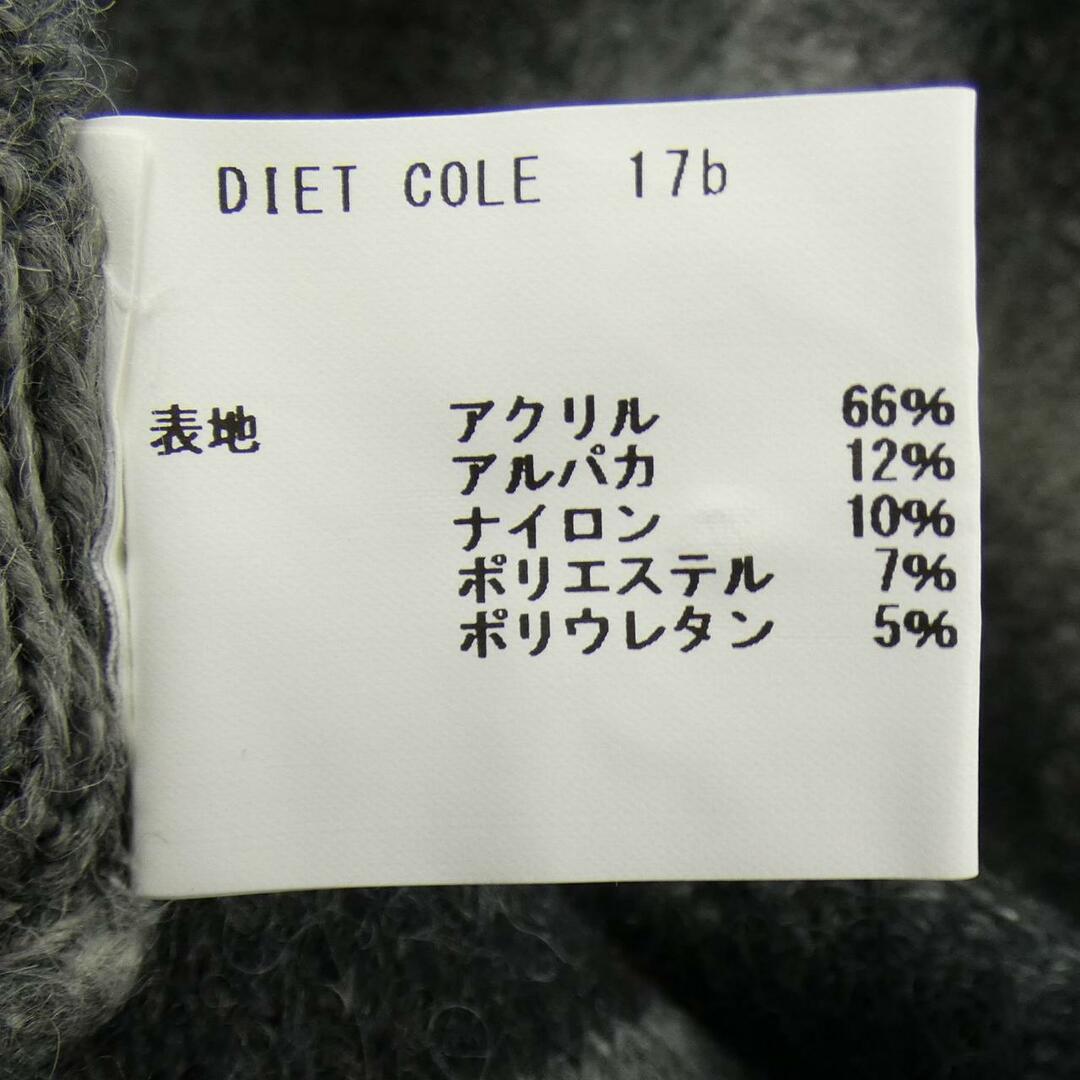 DIET COLE 17b
表地 アクリル 66%
アルパカ 12%
ナイロン 10%
ポリエステル 7%
ポリウレタン 5%